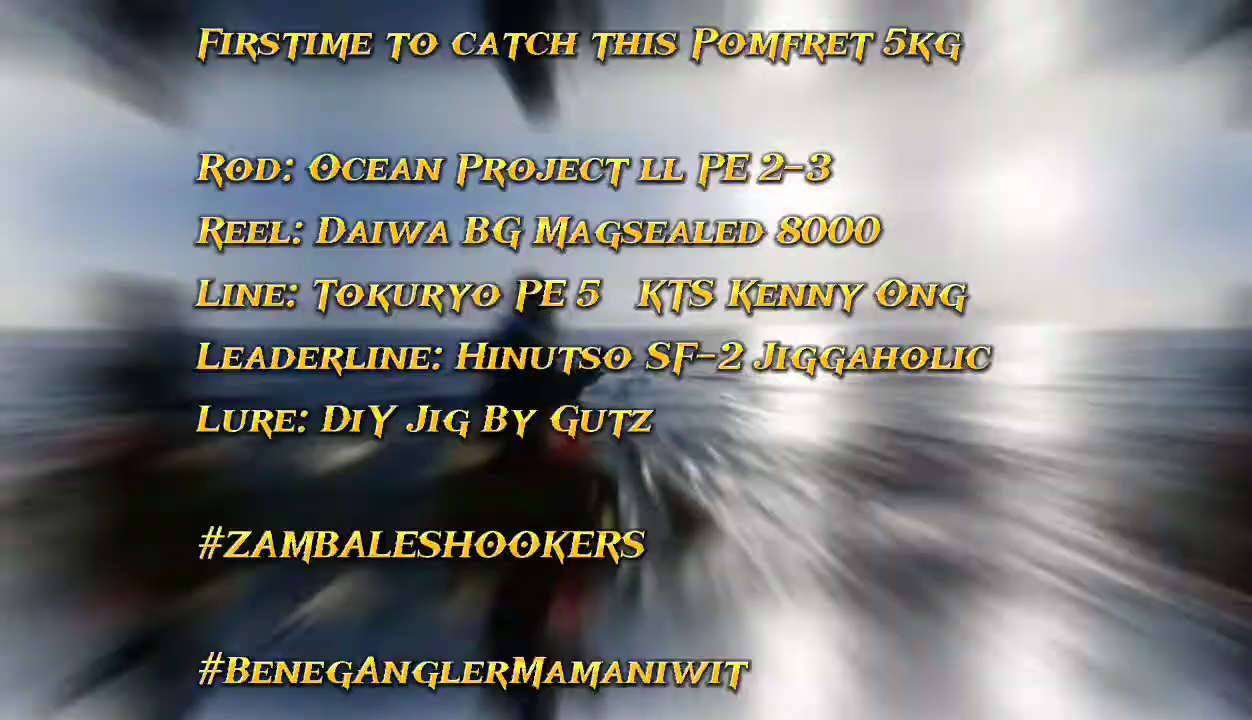 Firstime to catch this Pomfret 5kg
Rod: Ocean Project ll PE 2-3
Reel: Daiwa BG Magsealed 8000
Line: Tokuryo PE 5 KTS Kenny Ong
Leaderline: Hinutso SF-2 Jiggaholic
Lure: DiY Jig By Gutz
#ZAMBALESHOOKERS
#BenegAnglerMamaniwit